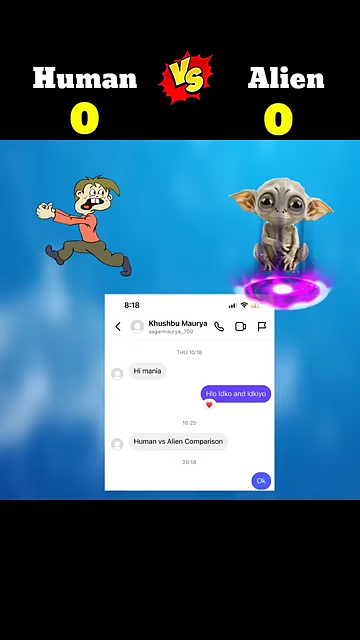 Human VS Alien
0 0
8:18
Khushbu Maurya
sagarmaurya_700
THU 10:18
Hi mania
Hlo Idko and Idkiyo
16:25
Human vs Alien Comparison
20:18
Ok